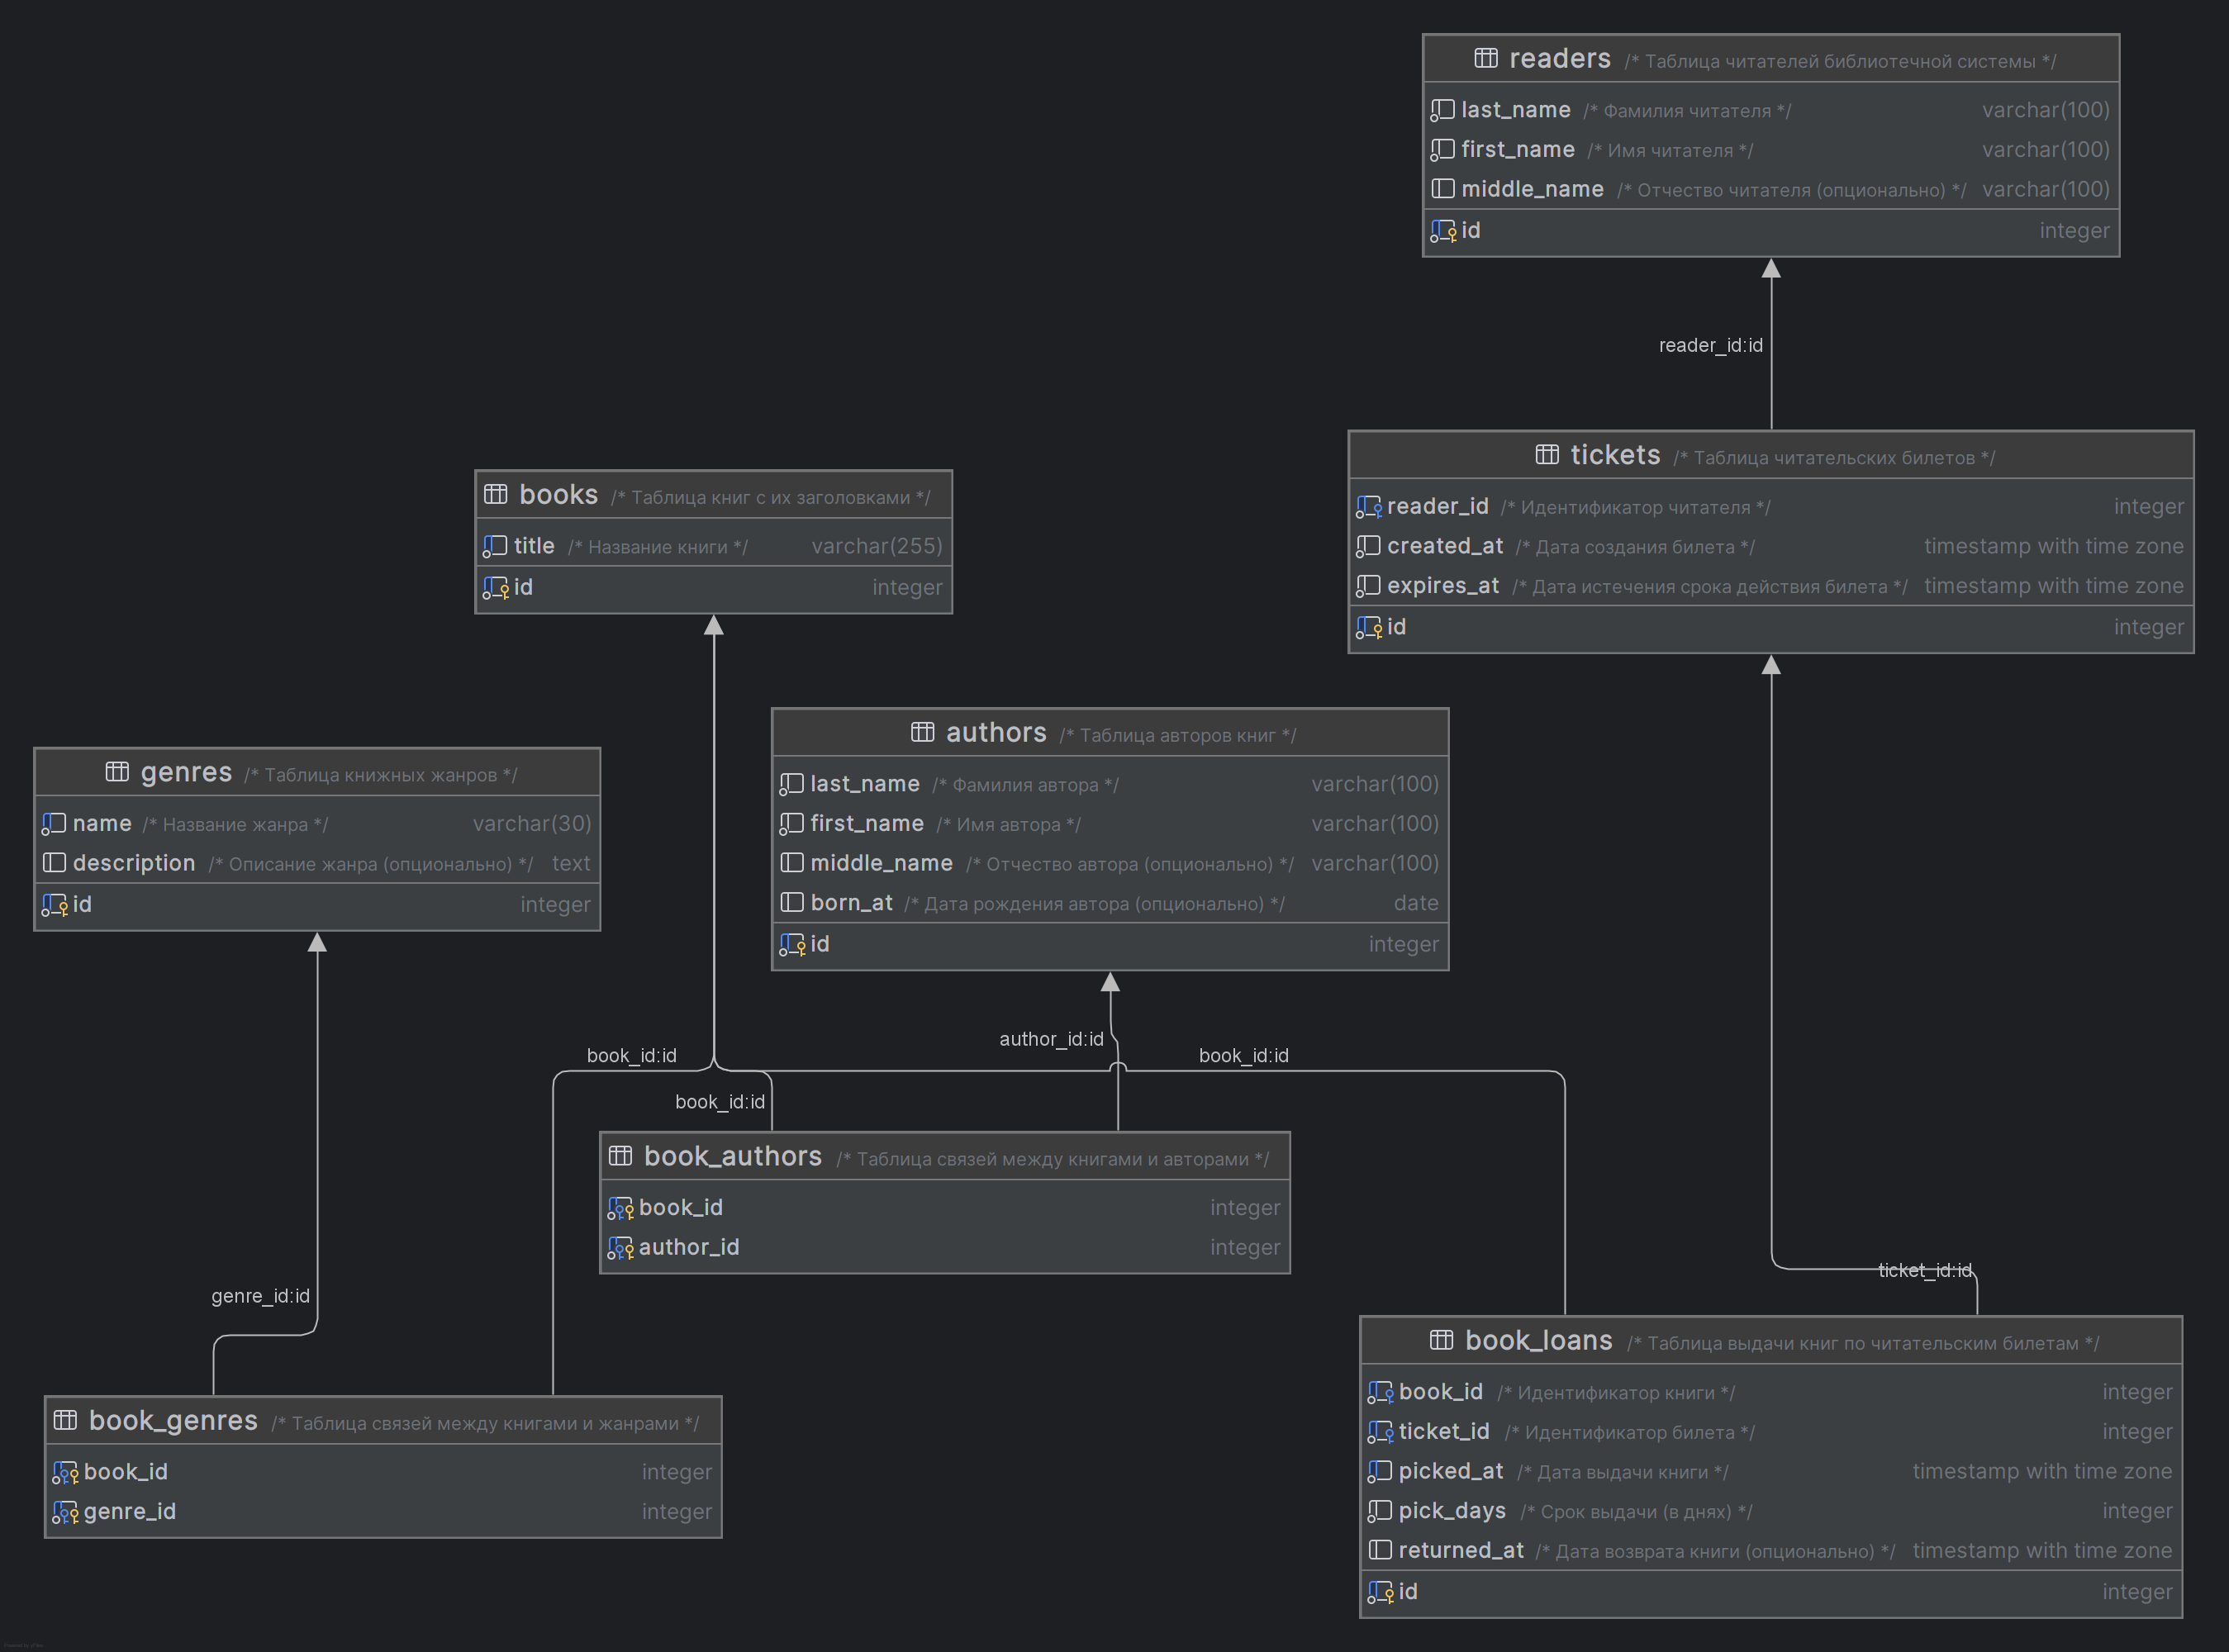 readers /* Таблица читателей библиотечной системы */
last_name /* Фамилия читателя */ varchar(100)
first_name /* Имя читателя */ varchar(100)
middle_name /* Отчество читателя (опционально) */ varchar(100)
id integer
reader_id:id
tickets /* Таблица читательских билетов */
reader_id /* Идентификатор читателя */ integer
created_at /* Дата создания билета */ timestamp with time zone
expires_at /* Дата истечения срока действия билета */ timestamp with time zone
id integer
books /* Таблица книг с их заголовками */
title /* Название книги */ varchar(255)
id integer
authors /* Таблица авторов книг */
last_name /* Фамилия автора */ varchar(100)
first_name /* Имя автора */ varchar(100)
middle_name /* Отчество автора (опционально) */ varchar(100)
born_at /* Дата рождения автора (опционально) */ date
id integer
genres /* Таблица книжных жанров */
name /* Название жанра */ varchar(30)
description /* Описание жанра (опционально) */ text
id integer
author_id:id
book_id:id
book_id:id
book_id:id
book_authors /* Таблица связей между книгами и авторами */
book_id integer
author_id integer
ticket_id:id
genre_id:id
book_loans /* Таблица выдачи книг по читательским билетам */
book_id /* Идентификатор книги */ integer
ticket_id /* Идентификатор билета */ integer
picked_at /* Дата выдачи книги */ timestamp with time zone
pick_days /* Срок выдачи (в днях) */ integer
returned_at /* Дата возврата книги (опционально) */ timestamp with time zone
id integer
book_genres /* Таблица связей между книгами и жанрами */
book_id integer
genre_id integer